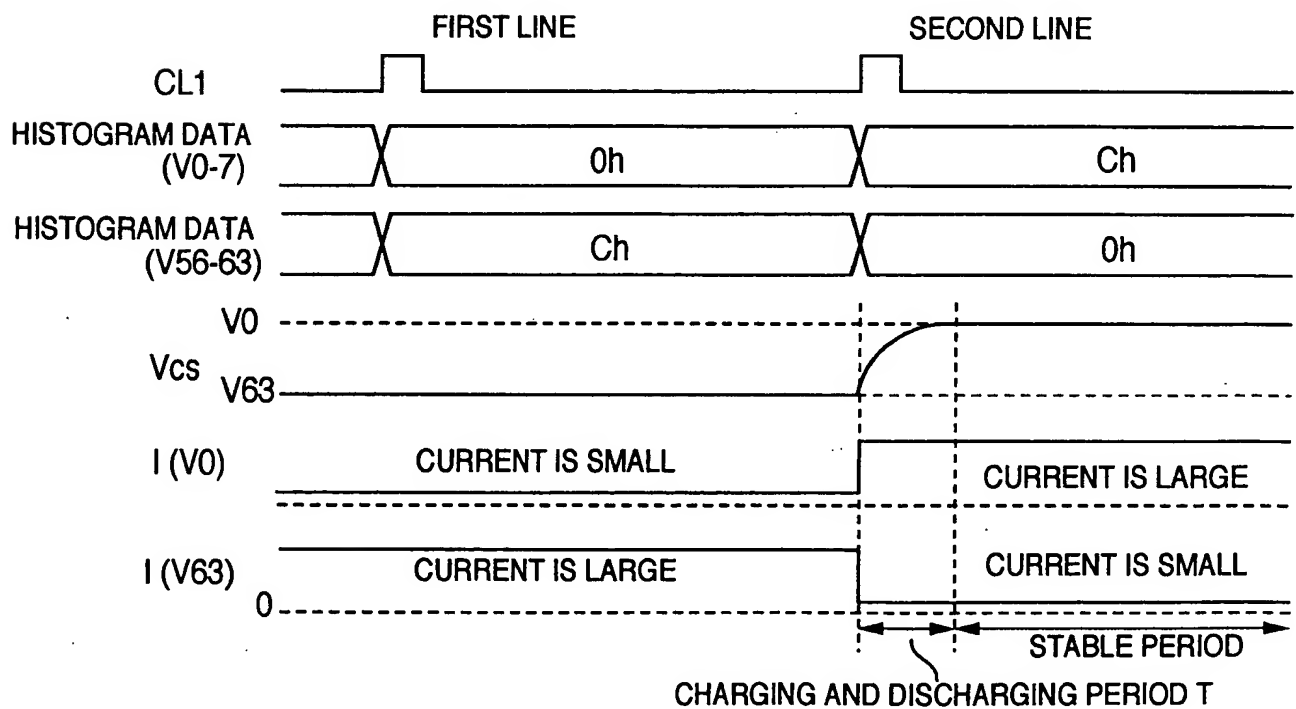 FIRST LINE
SECOND LINE
CL1
HISTOGRAM DATA
(V0-7)
0h
Ch
HISTOGRAM DATA
(V56-63)
Ch
0h
V0
Vcs
V63
I (V0)
CURRENT IS SMALL
CURRENT IS LARGE
I (V63)
CURRENT IS LARGE
CURRENT IS SMALL
0
STABLE PERIOD
CHARGING AND DISCHARGING PERIOD T